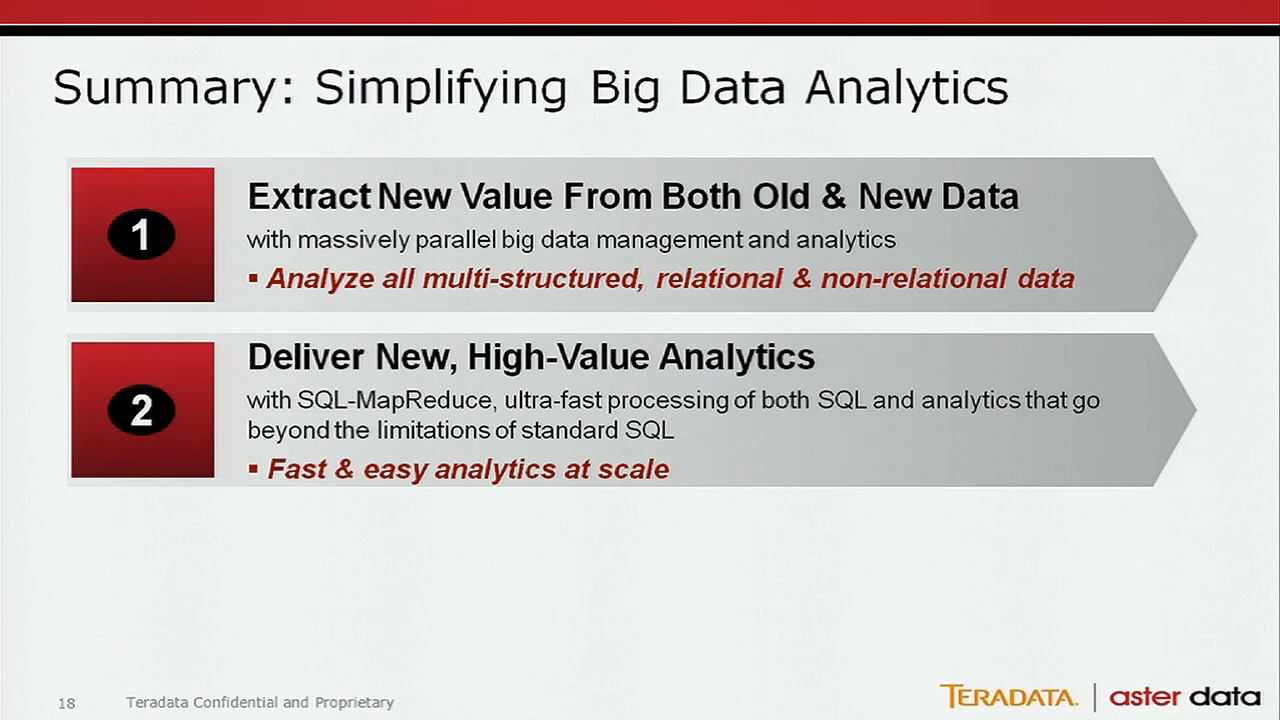 Summary: Simplifying Big Data Analytics
1
Extract New Value From Both Old & New Data
with massively parallel big data management and analytics
▪ Analyze all multi-structured, relational & non-relational data
2
Deliver New, High-Value Analytics
with SQL-MapReduce, ultra-fast processing of both SQL and analytics that go
beyond the limitations of standard SQL
▪ Fast & easy analytics at scale
18 Teradata Confidential and Proprietary
TERADATA. | aster data